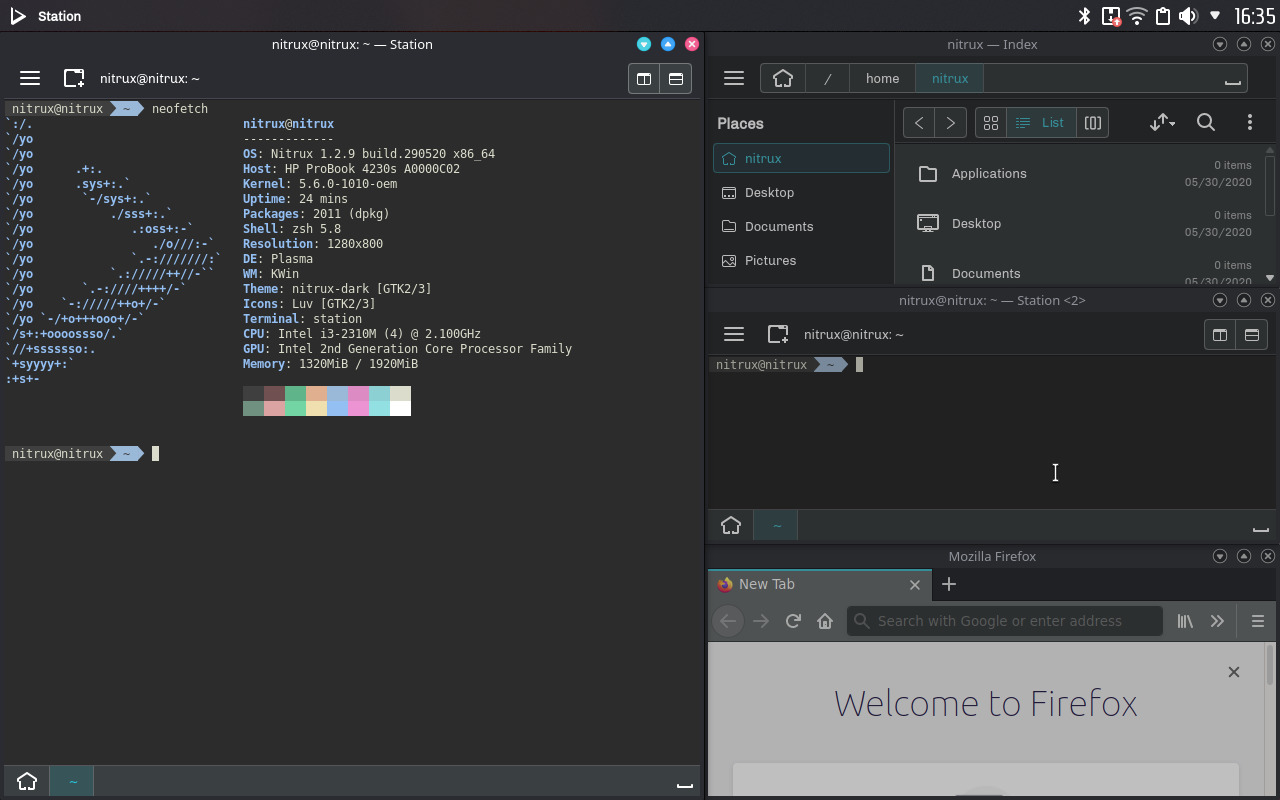 Station
16:35
nitrux@nitrux: ~ — Station
nitrux@nitrux: ~
nitrux@nitrux ~ neofetch
`:/. nitrux@nitrux
`/yo -------------
`/yo OS: Nitrux 1.2.9 build.290520 x86_64
`/yo .+:. Host: HP ProBook 4230s A0000C02
`/yo .sys+:.` Kernel: 5.6.0-1010-oem
`/yo `-/sys+:.` Uptime: 24 mins
`/yo ./sss+:.` Packages: 2011 (dpkg)
`/yo .:oss+:-` Shell: zsh 5.8
`/yo ./o///:-` Resolution: 1280x800
`/yo `.-:///////:` DE: Plasma
`/yo `.://///++//-`` WM: KWin
`/yo `.-:////++++/-` Theme: nitrux-dark [GTK2/3]
`/yo `-://///++o+/-` Icons: Luv [GTK2/3]
`/yo `-/+o+++ooo+/-` Terminal: station
`/s+:+oooossso/.` CPU: Intel i3-2310M (4) @ 2.100GHz
`//+sssssso:. GPU: Intel 2nd Generation Core Processor Family
`+syyyy+:` Memory: 1320MiB / 1920MiB
:+s+-
nitrux@nitrux ~
~
nitrux — Index
/ home nitrux
Places
List
nitrux
Desktop
Documents
Pictures
Applications
0 items
05/30/2020
Desktop
0 items
05/30/2020
Documents
0 items
05/30/2020
nitrux@nitrux: ~ — Station <2>
nitrux@nitrux: ~
nitrux@nitrux ~
~
Mozilla Firefox
New Tab
Search with Google or enter address
Welcome to Firefox